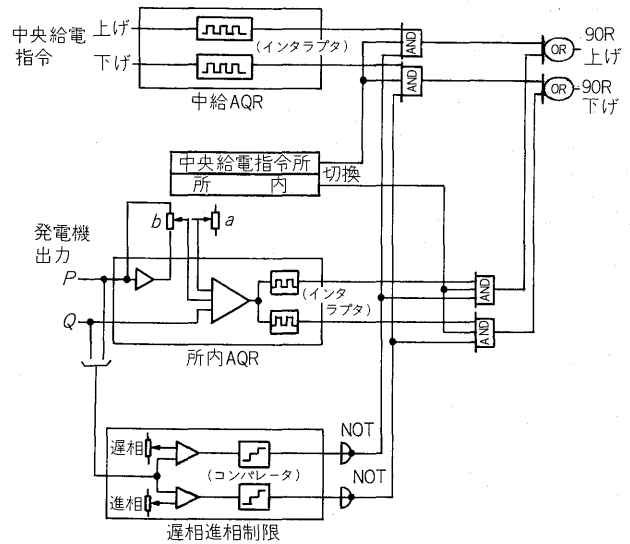 中央給電
指令
上げ
下げ
(インタラプタ)
中給AQR
AND
AND
OR
90R
上げ
OR
90R
下げ
中央給電指令所
所 内
切換
発電機
出力
b
a
P
Q
(インタ
ラプタ)
所内AQR
AND
AND
遅相
進相
(コンパレータ)
NOT
NOT
遅相進相制限